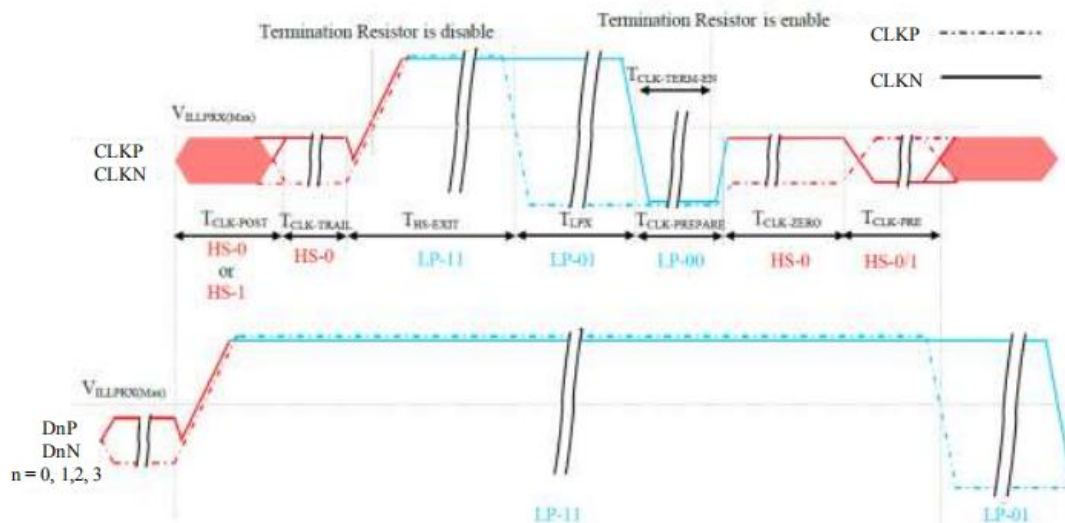 Termination Resistor is enable
Termination Resistor is disable
CLKP
CLKN
TCLK-TERM-EN
VILLPRX(Max)
CLKP
CLKN
TCLK-POST TCLK-TRAIL THS-EXIT TLPX TCLK-PREPARE TCLK-ZERO TCLK-PRE
HS-0 HS-0 LP-11 LP-01 LP-00 HS-0 HS-0/1
or
HS-1
VILLPRX(Max)
DnP
DnN
n = 0, 1,2, 3
LP-11 LP-01